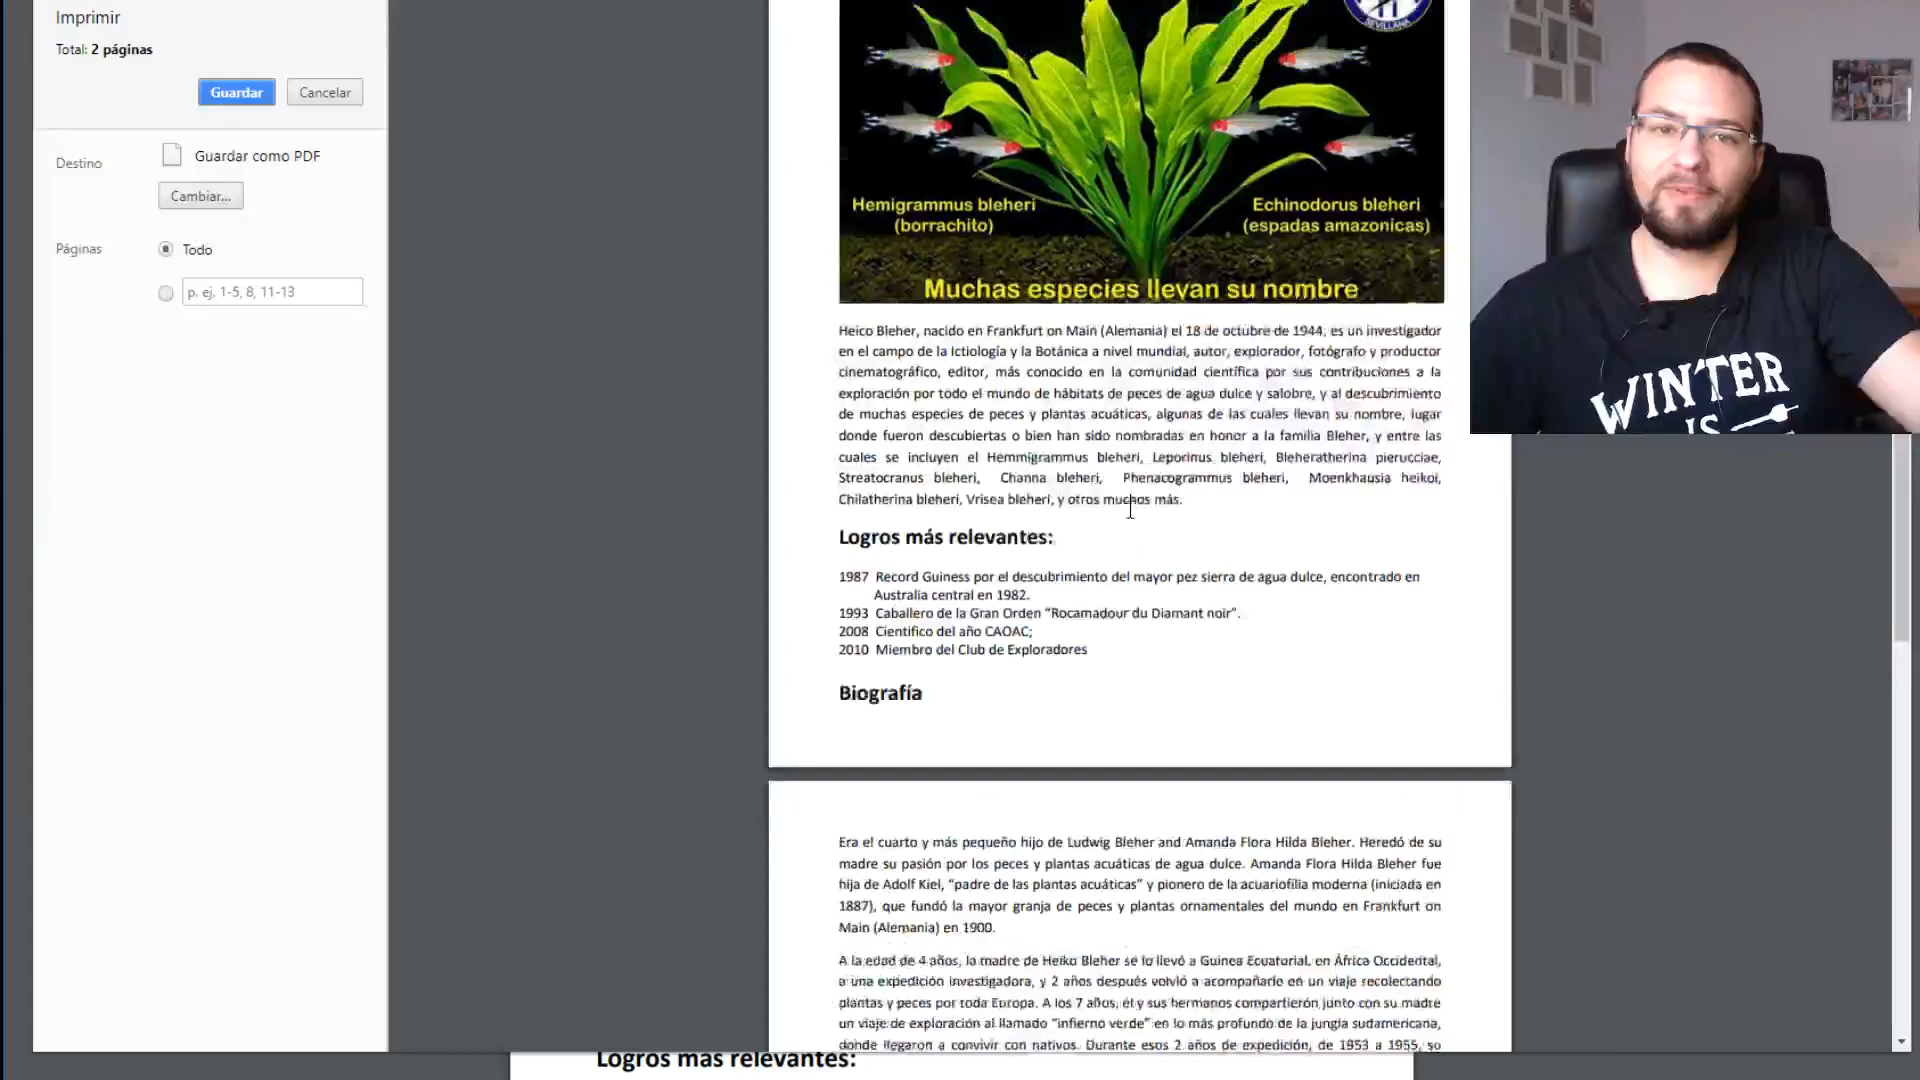 Imprimir
Total: 2 páginas
Guardar
Cancelar
Destino
Guardar como PDF
Cambiar...
Páginas
Todo
p. ej. 1-5, 8, 11-13
SEVILLANA
Hemigrammus bleheri
(borrachito)
Echinodorus bleheri
(espadas amazonicas)
Muchas especies llevan su nombre
Heico Bleher, nacido en Frankfurt on Main (Alemania) el 18 de octubre de 1944, es un investigador
en el campo de la Ictiología y la Botánica a nivel mundial, autor, explorador, fotógrafo y productor
cinematográfico, editor, más conocido en la comunidad científica por sus contribuciones a la
exploración por todo el mundo de hábitats de peces de agua dulce y salobre, y al descubrimiento
de muchas especies de peces y plantas acuáticas, algunas de las cuales llevan su nombre, lugar
donde fueron descubiertas o bien han sido nombradas en honor a la familia Bleher, y entre las
cuales se incluyen el Hemmigrammus bleheri, Leporinus bleheri, Bleheratherina pierucciae,
Streatocranus bleheri, Channa bleheri, Phenacogrammus bleheri, Moenkhausia heikoi,
Chilatherina bleheri, Vrisea bleheri, y otros muchos más.
Logros más relevantes:
1987 Record Guiness por el descubrimiento del mayor pez sierra de agua dulce, encontrado en
Australia central en 1982.
1993 Caballero de la Gran Orden “Rocamadour du Diamant noir”.
2008 Cientifico del año CAOAC;
2010 Miembro del Club de Exploradores
Biografía
Era el cuarto y más pequeño hijo de Ludwig Bleher and Amanda Flora Hilda Bleher. Heredó de su
madre su pasión por los peces y plantas acuáticas de agua dulce. Amanda Flora Hilda Bleher fue
hija de Adolf Kiel, “padre de las plantas acuáticas” y pionero de la acuariofilia moderna (iniciada en
1887), que fundó la mayor granja de peces y plantas ornamentales del mundo en Frankfurt on
Main (Alemania) en 1900.
A la edad de 4 años, la madre de Heiko Bleher se lo llevó a Guinea Ecuatorial, en África Occidental,
a una expedición investigadora, y 2 años después volvió a acompañarlo en un viaje recolectando
plantas y peces por toda Europa. A los 7 años, él y sus hermanos compartierón junto con su madre
un viaje de exploración al llamado “infierno verde” en lo más profundo de la jungla sudamericana,
donde llegaron a convivir con nativos. Durante esos 2 años de expedición, de 1953 a 1955, su
Logros más relevantes:
WINTER
IS